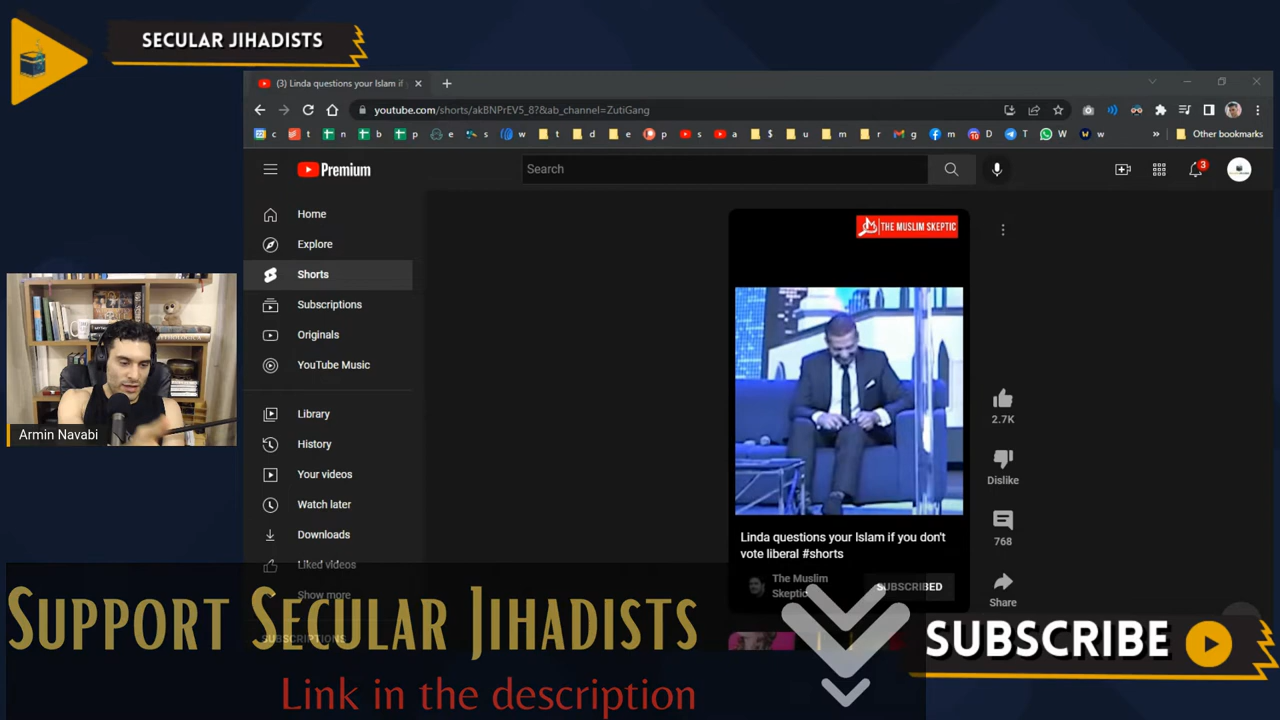 SECULAR JIHADISTS
(3) Linda questions your Islam if y
youtube.com/shorts/akBNPrEV5_8?&ab_channel=ZutiGang
c t n b p e s w t d e p s a $ u m r g m D T W w » Other bookmarks
Premium
Search
3
Home
Explore
Shorts
Subscriptions
Originals
YouTube Music
Library
History
Your videos
Watch later
Downloads
Liked videos
Show more
SUBSCRIPTIONS
THE MUSLIM SKEPTIC
2.7K
Dislike
768
Share
Linda questions your Islam if you don't
vote liberal #shorts
The Muslim
Skeptic
SUBSCRIBED
Armin Navabi
SUPPORT SECULAR JIHADISTS
Link in the description
SUBSCRIBE